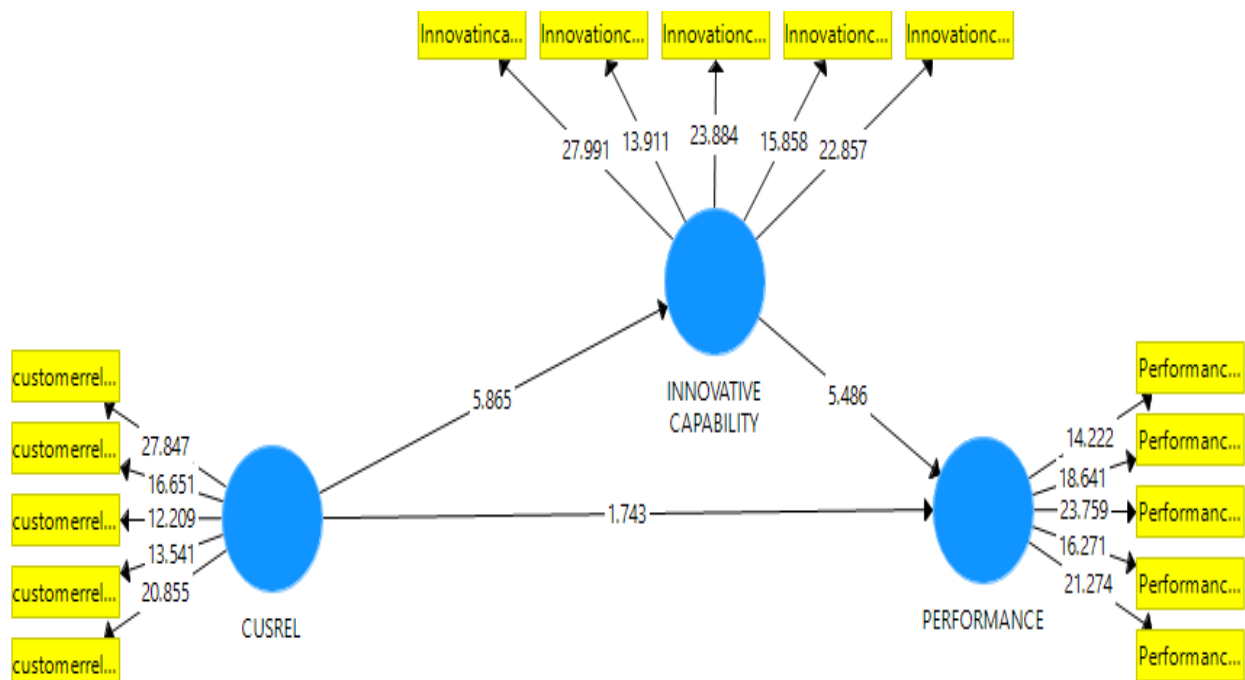 Innovatinca...
Innovationc...
Innovationc...
Innovationc...
Innovationc...
27.991
13.911
23.884
15.858
22.857
INNOVATIVE
CAPABILITY
5.865
5.486
1.743
customerrel...
customerrel...
customerrel...
customerrel...
customerrel...
27.847
16.651
12.209
13.541
20.855
CUSREL
Performanc...
Performanc...
Performanc...
Performanc...
Performanc...
14.222
18.641
23.759
16.271
21.274
PERFORMANCE